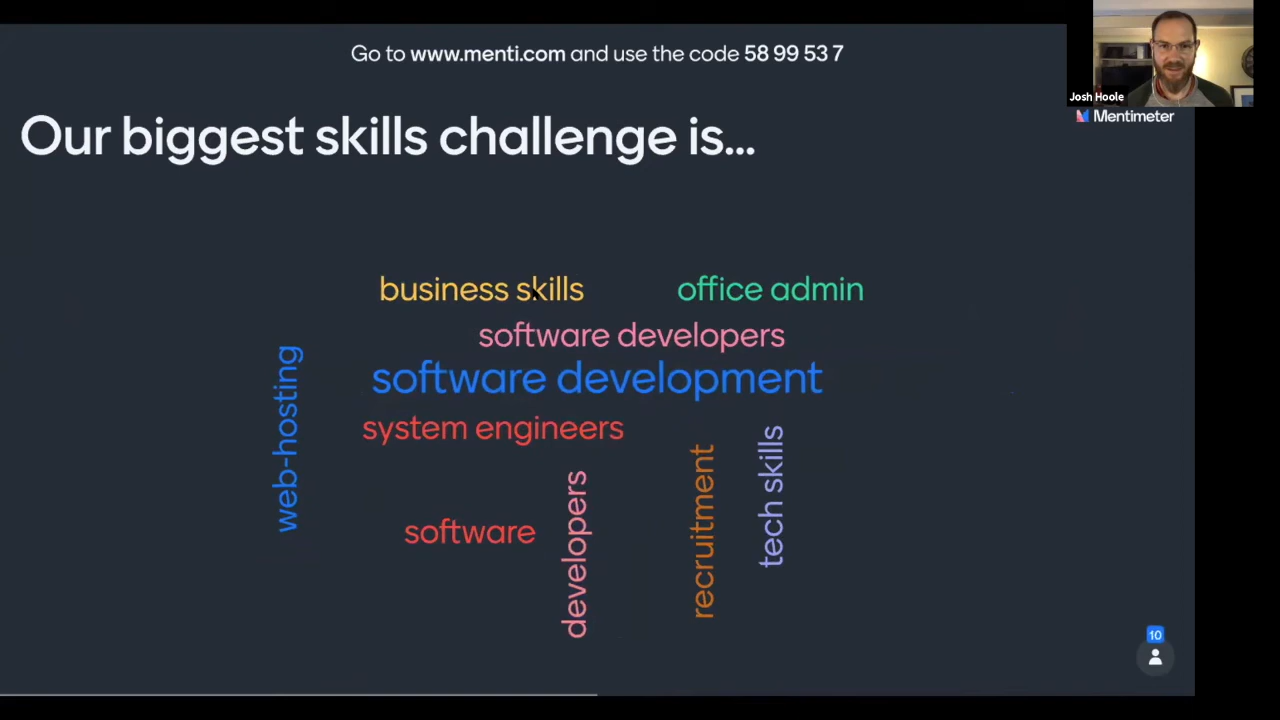 Go to www.menti.com and use the code 58 99 53 7
Josh Hoole
Mentimeter
Our biggest skills challenge is...
business skills
office admin
software developers
software development
web-hosting
system engineers
software
developers
recruitment
tech skills
10